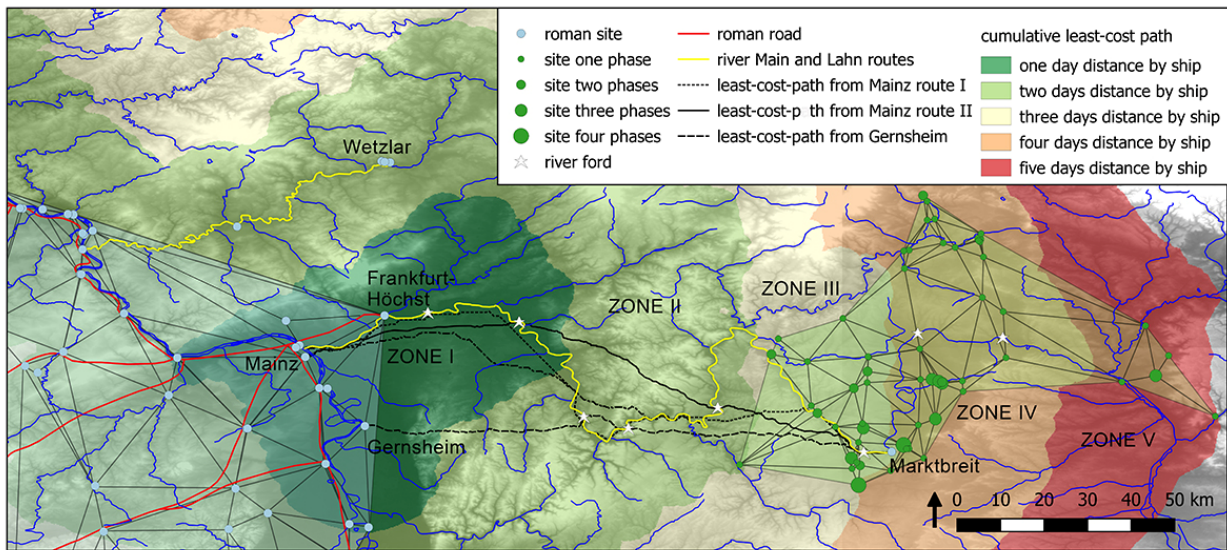 roman site
site one phase
site two phases
site three phases
site four phases
river ford
roman road
river Main and Lahn routes
least-cost-path from Mainz route I
least-cost-p th from Mainz route II
least-cost-path from Gernsheim
cumulative least-cost path
one day distance by ship
two days distance by ship
three days distance by ship
four days distance by ship
five days distance by ship
Wetzlar
Frankfurt-
Höchst
ZONE I
ZONE II
ZONE III
Mainz
Gernsheim
ZONE IV
ZONE V
Marktbreit
0 10 20 30 40 50 km